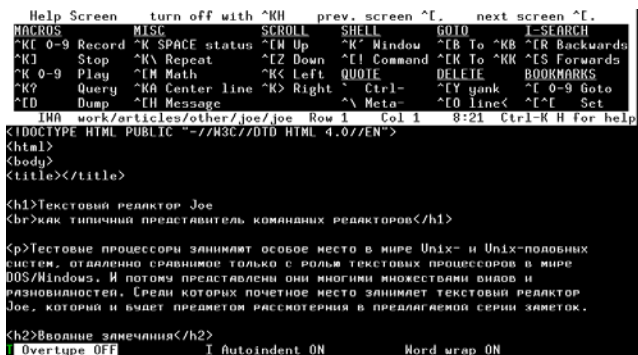 Help Screen turn off with ^KH prev. screen ^[, next screen ^[.
MACROS MISC SCROLL SHELL GOTO I-SEARCH
^K[ 0-9 Record ^K SPACE status ^[W Up ^K' Window ^[B To ^KB ^[R Backwards
^K] Stop ^K\ Repeat ^[Z Down ^[! Command ^[K To ^KK ^[S Forwards
^K 0-9 Play ^[M Math ^K< Left QUOTE DELETE BOOKMARKS
^K? Query ^KA Center line ^K> Right ` Ctrl- ^[Y yank ^[ 0-9 Goto
^[D Dump ^[H Message ^\ Meta- ^[O line< ^[^[ Set
IWA work/articles/other/joe/joe Row 1 Col 1 8:21 Ctrl-K H for help
<!DOCTYPE HTML PUBLIC "-//W3C//DTD HTML 4.0//EN">
<html>
<body>
<title></title>
<h1>Текстовый редактор Joe
<br>как типичный представитель командных редакторов</h1>
<p>Тестовые процессоры занимают особое место в мире Unix- и Unix-подобных
систем, отдаленно сравнимое только с ролью текстовых процессоров в мире
DOS/Windows. И потому представлены они многими множествами видов и
разновидностей. Среди которых почетное место занимает текстовый редактор
Joe, который и будет предметом рассмотерния в предлагаемой серии заметок.
<h2>Вводные замечания</h2>
T Overtype OFF I Autoindent ON Word wrap ON